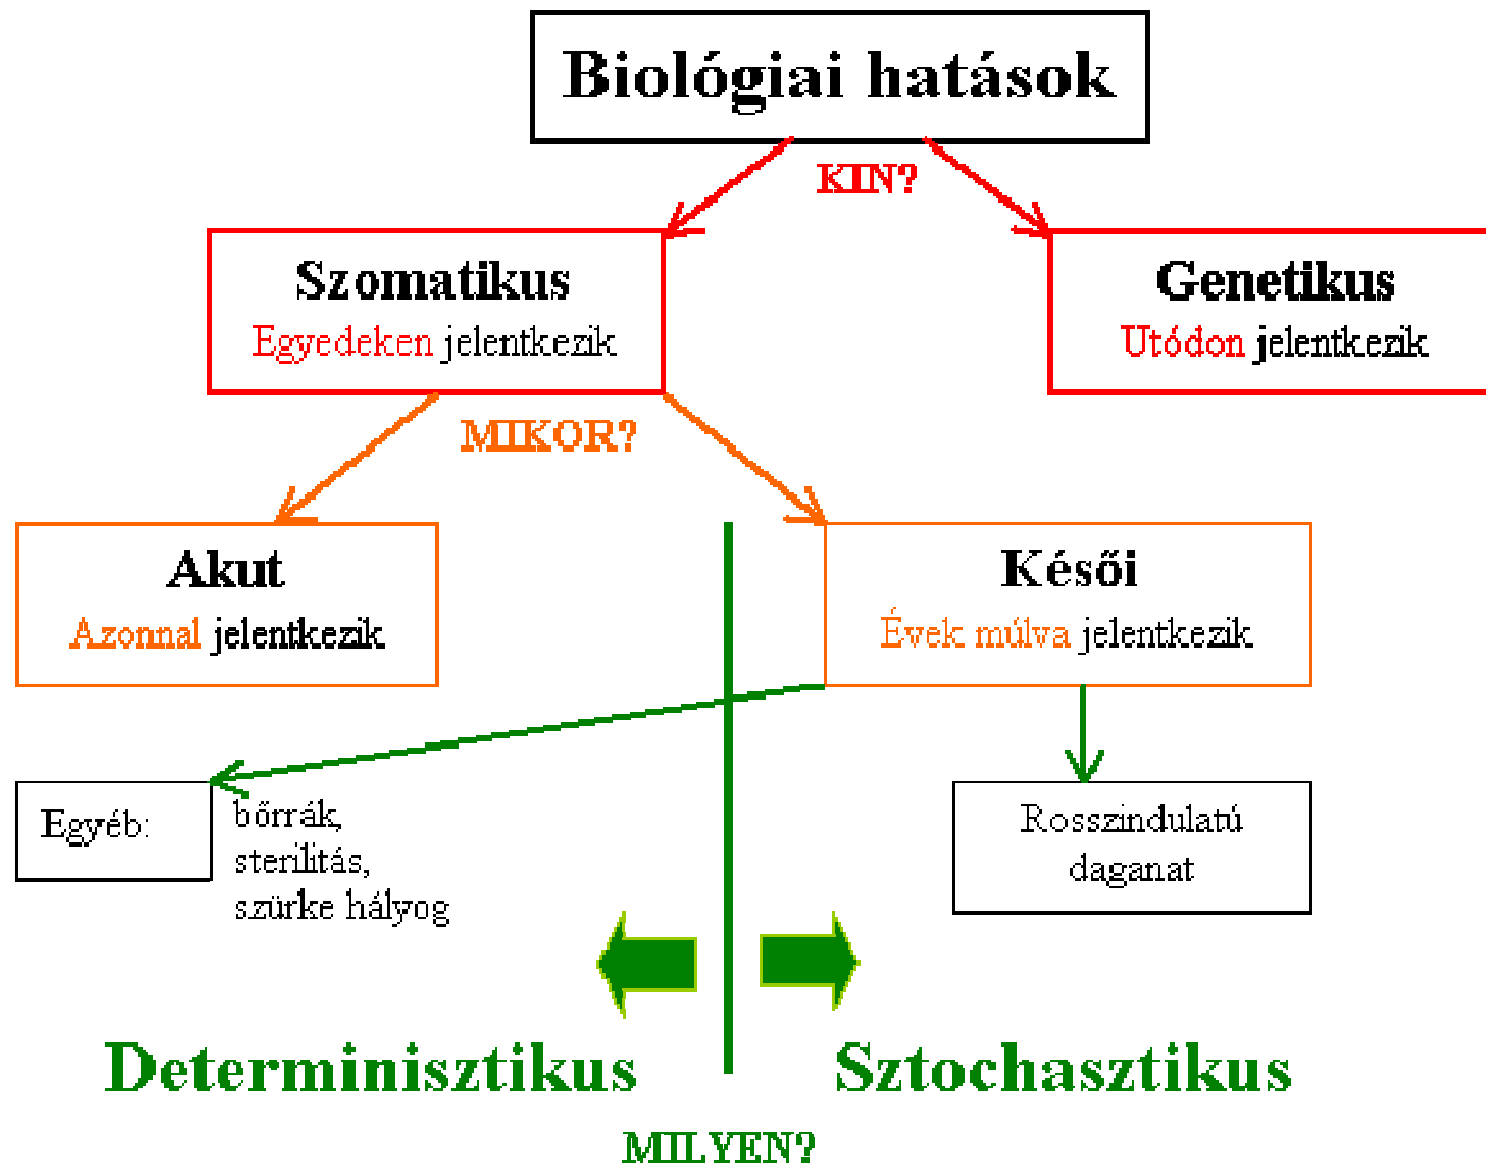 Biológiai hatások
KIN?
Szomatikus
Egyedeken jelentkezik
Genetikus
Utódon jelentkezik
MIKOR?
Akut
Azonnal jelentkezik
Késői
Évek múlva jelentkezik
Egyéb:
bőrrák,
sterilitás,
szürke hályog
Rosszindulatú
daganat
Determinisztikus
Sztochasztikus
MILYEN?